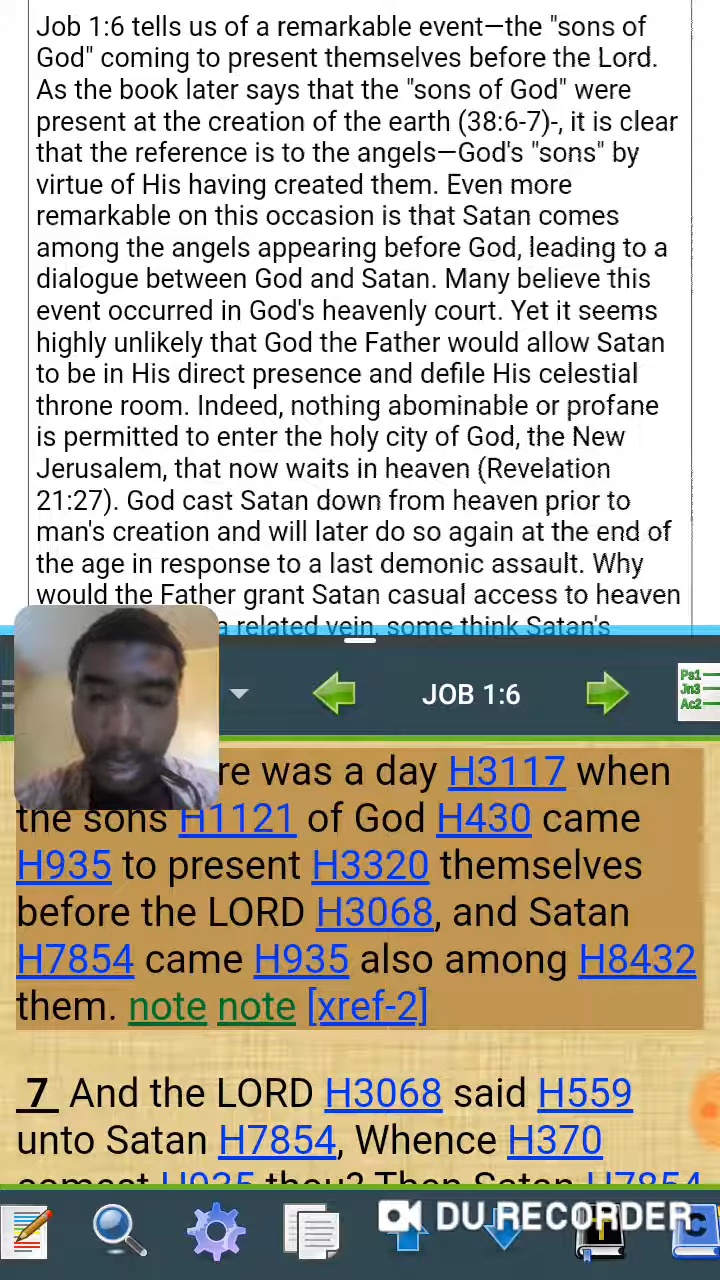 Job 1:6 tells us of a remarkable event—the "sons of
God" coming to present themselves before the Lord.
As the book later says that the "sons of God" were
present at the creation of the earth (38:6-7)-, it is clear
that the reference is to the angels—God's "sons" by
virtue of His having created them. Even more
remarkable on this occasion is that Satan comes
among the angels appearing before God, leading to a
dialogue between God and Satan. Many believe this
event occurred in God's heavenly court. Yet it seems
highly unlikely that God the Father would allow Satan
to be in His direct presence and defile His celestial
throne room. Indeed, nothing abominable or profane
is permitted to enter the holy city of God, the New
Jerusalem, that now waits in heaven (Revelation
21:27). God cast Satan down from heaven prior to
man's creation and will later do so again at the end of
the age in response to a last demonic assault. Why
would the Father grant Satan casual access to heaven
a related vein, some think Satan's
JOB 1:6
Ps1
Jn3
Ac2
re was a day H3117 when
the sons H1121 of God H430 came
H935 to present H3320 themselves
before the LORD H3068, and Satan
H7854 came H935 also among H8432
them. note note [xref-2]
7 And the LORD H3068 said H559
unto Satan H7854, Whence H370
comest H935 thou? Then Satan H7854
DU RECORDER
T
C